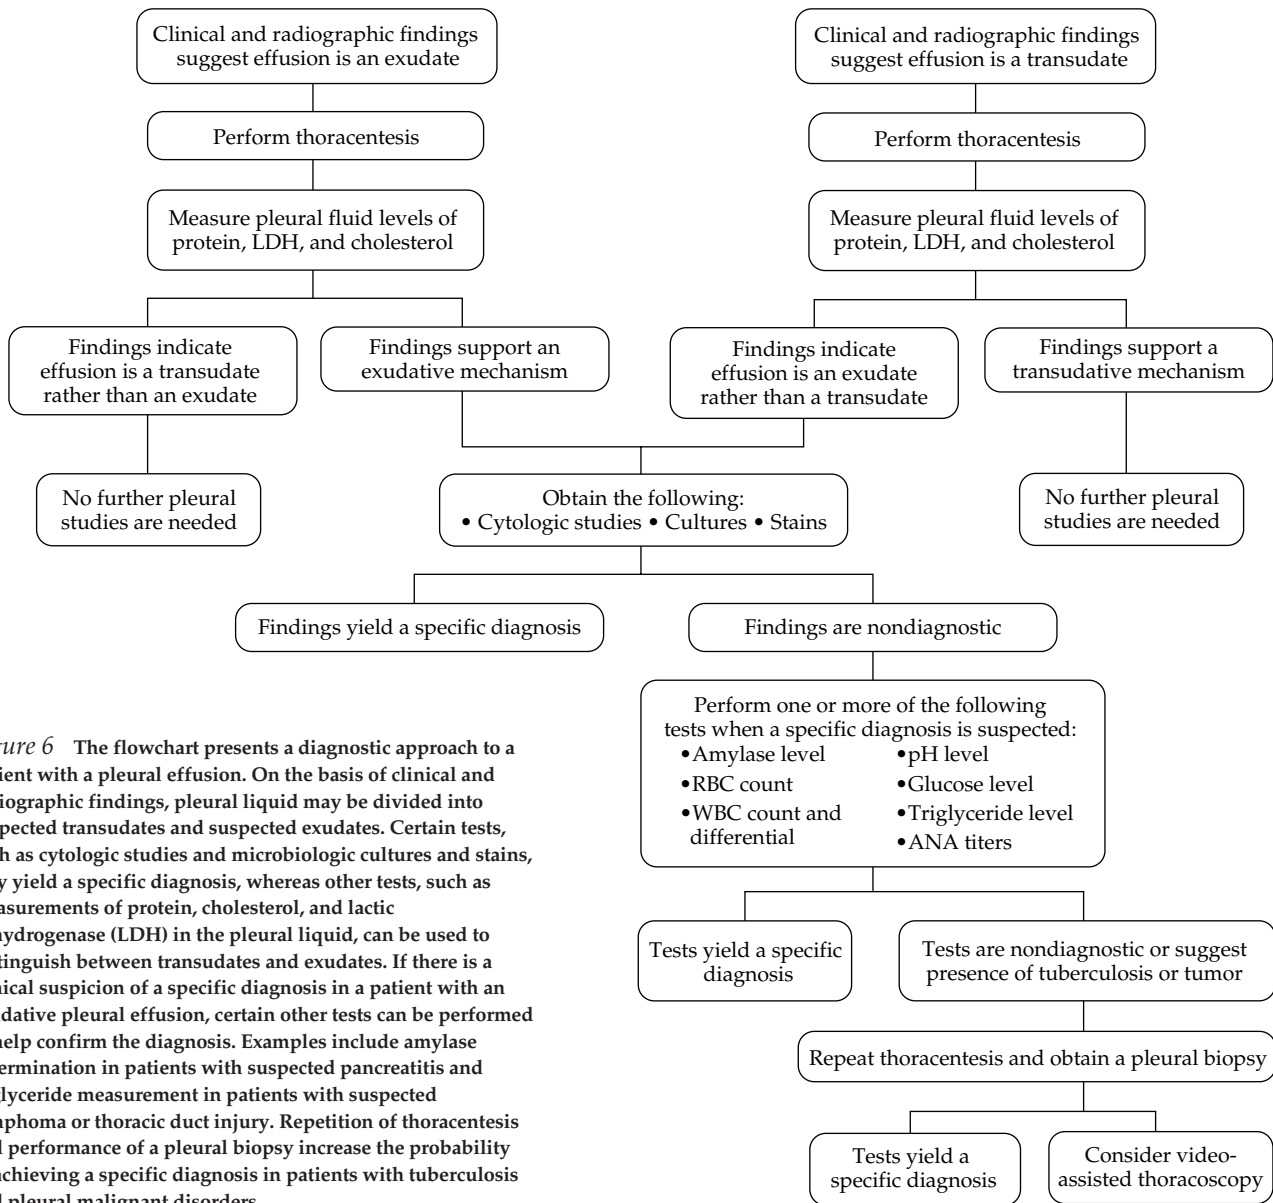 Clinical and radiographic findings
suggest effusion is an exudate
Clinical and radiographic findings
suggest effusion is a transudate
Perform thoracentesis
Perform thoracentesis
Measure pleural fluid levels of
protein, LDH, and cholesterol
Measure pleural fluid levels of
protein, LDH, and cholesterol
Findings indicate
effusion is a transudate
rather than an exudate
Findings support an
exudative mechanism
Findings indicate
effusion is an exudate
rather than a transudate
Findings support a
transudative mechanism
No further pleural
studies are needed
Obtain the following:
• Cytologic studies • Cultures • Stains
No further pleural
studies are needed
Findings yield a specific diagnosis
Findings are nondiagnostic
Perform one or more of the following
tests when a specific diagnosis is suspected:
•Amylase level
•RBC count
•WBC count and
differential
•pH level
•Glucose level
•Triglyceride level
•ANA titers
Tests yield a specific
diagnosis
Tests are nondiagnostic or suggest
presence of tuberculosis or tumor
Repeat thoracentesis and obtain a pleural biopsy
Tests yield a
specific diagnosis
Consider video-
assisted thoracoscopy
ure 6 The flowchart presents a diagnostic approach to a
ient with a pleural effusion. On the basis of clinical and
iographic findings, pleural liquid may be divided into
pected transudates and suspected exudates. Certain tests,
h as cytologic studies and microbiologic cultures and stains,
y yield a specific diagnosis, whereas other tests, such as
asurements of protein, cholesterol, and lactic
hydrogenase (LDH) in the pleural liquid, can be used to
tinguish between transudates and exudates. If there is a
nical suspicion of a specific diagnosis in a patient with an
dative pleural effusion, certain other tests can be performed
help confirm the diagnosis. Examples include amylase
ermination in patients with suspected pancreatitis and
glyceride measurement in patients with suspected
mphoma or thoracic duct injury. Repetition of thoracentesis
d performance of a pleural biopsy increase the probability
achieving a specific diagnosis in patients with tuberculosis
d pleural malignant disorders